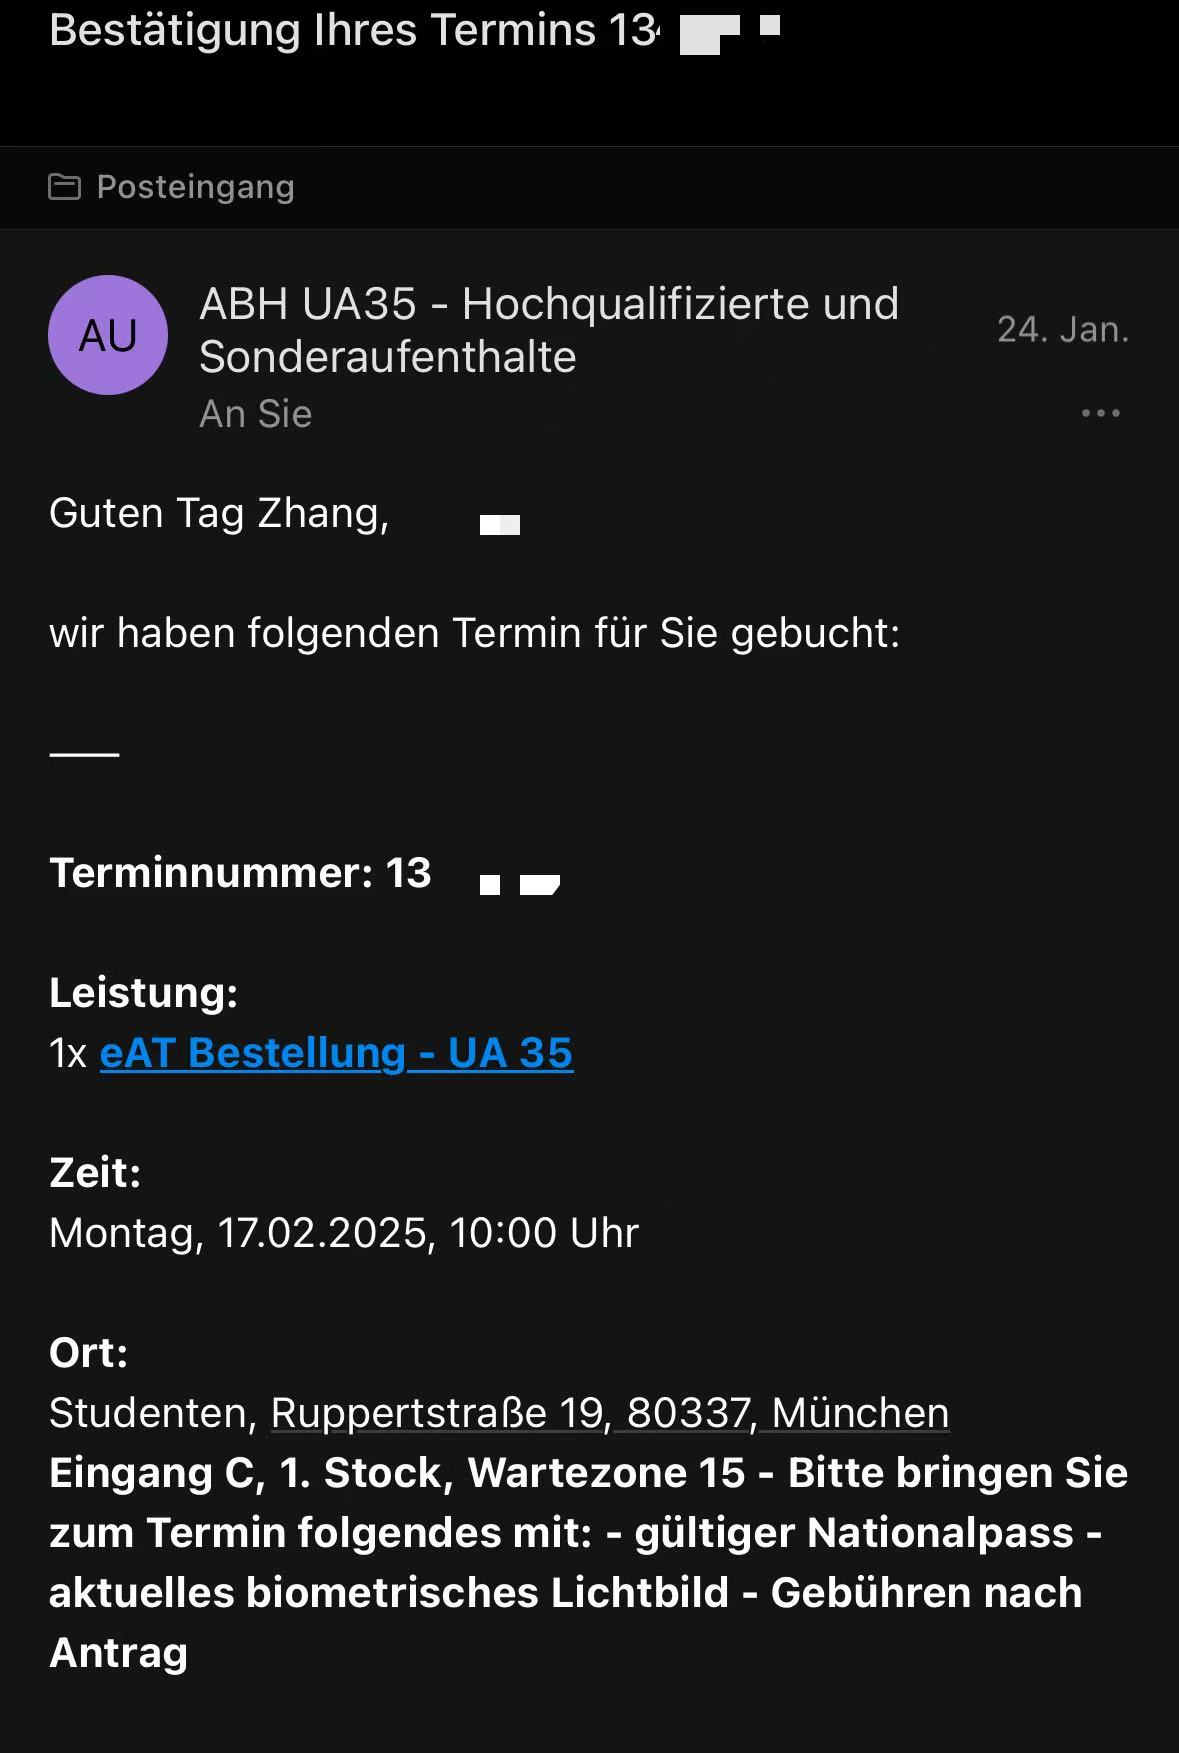 Bestätigung Ihres Termins 13
Posteingang
AU
ABH UA35 - Hochqualifizierte und
Sonderaufenthalte
24. Jan.
An Sie
Guten Tag Zhang,
wir haben folgenden Termin für Sie gebucht:
Terminnummer: 13
Leistung:
1x eAT Bestellung - UA 35
Zeit:
Montag, 17.02.2025, 10:00 Uhr
Ort:
Studenten, Ruppertstraße 19, 80337, München
Eingang C, 1. Stock, Wartezone 15 - Bitte bringen Sie
zum Termin folgendes mit: - gültiger Nationalpass -
aktuelles biometrisches Lichtbild - Gebühren nach
Antrag